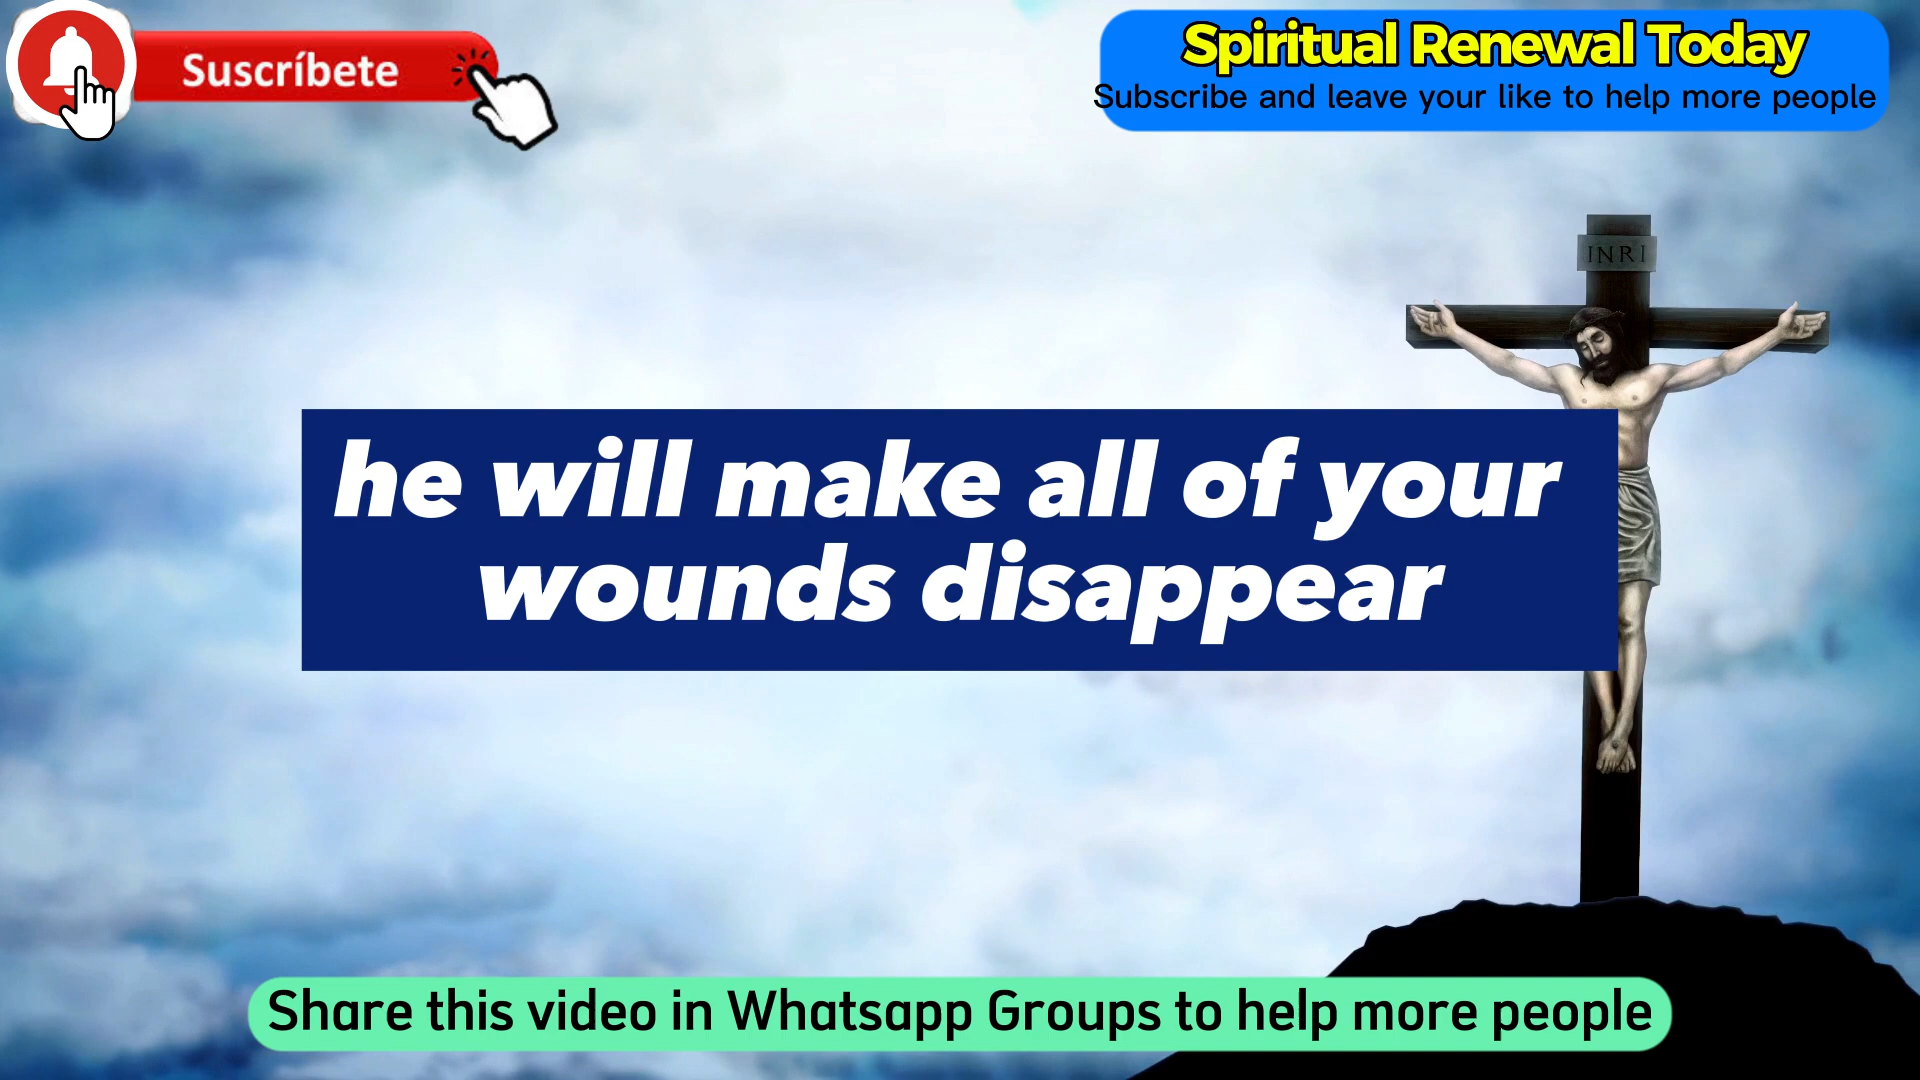 Suscríbete
Spiritual Renewal Today
Subscribe and leave your like to help more people
INRI
he will make all of your
wounds disappear
Share this video in Whatsapp Groups to help more people